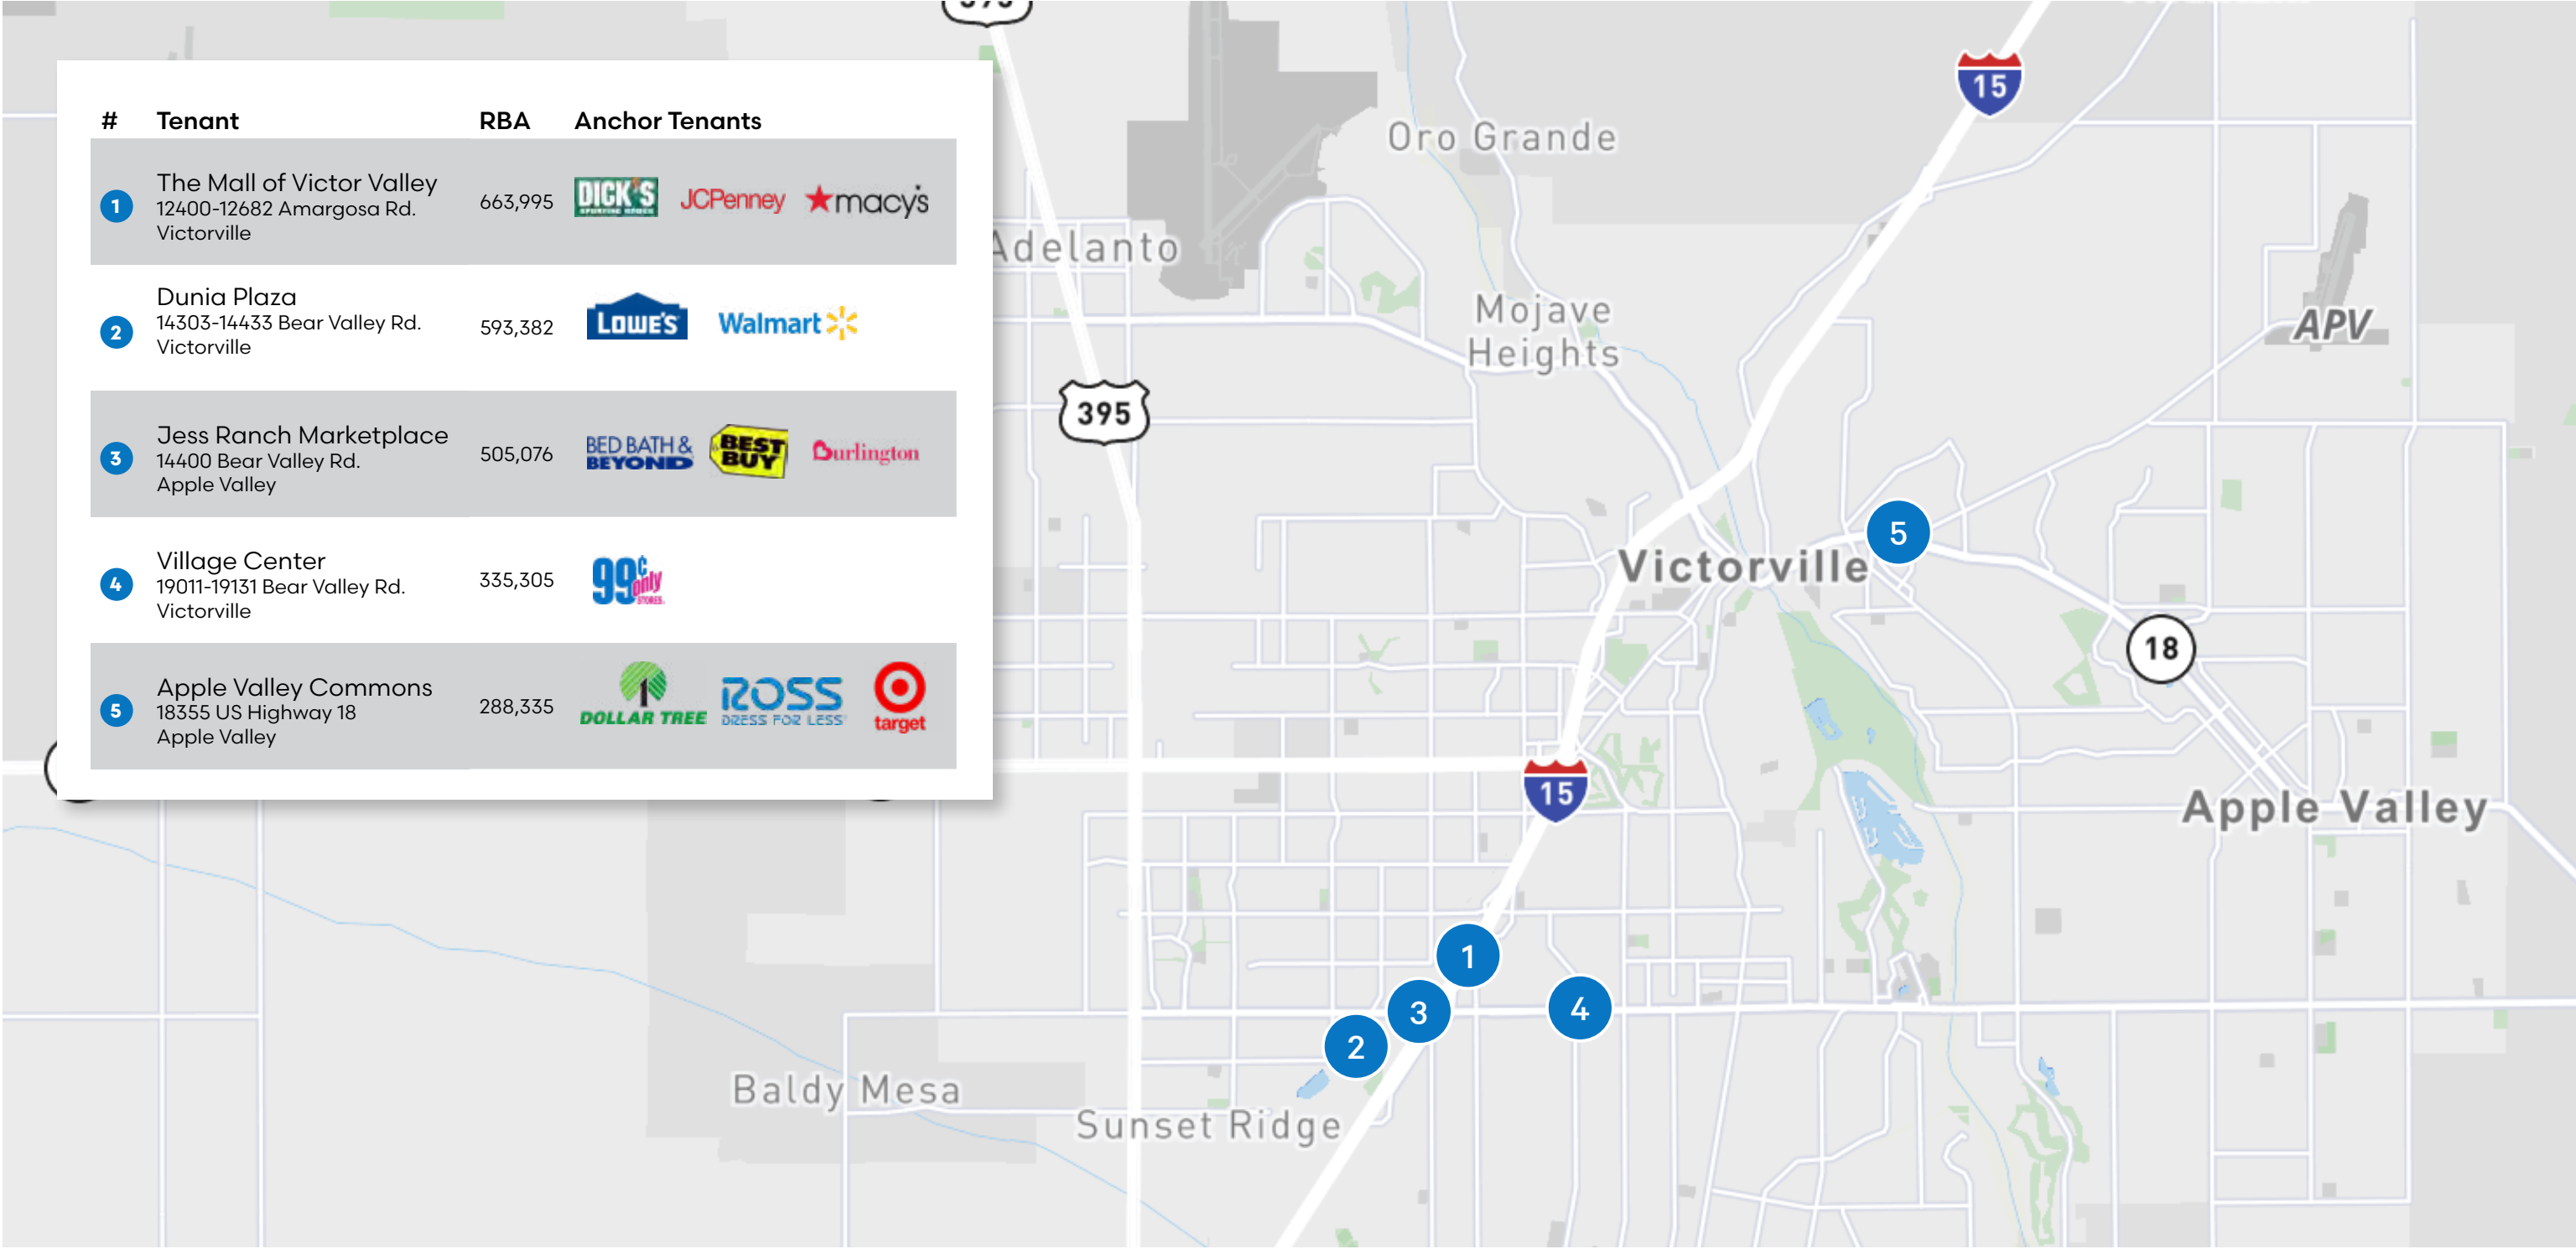 # Tenant RBA Anchor Tenants
1
The Mall of Victor Valley
12400-12682 Amargosa Rd.
Victorville
663,995
DICK'S
SPORTING GOODS
JCPenney
macy's
2
Dunia Plaza
14303-14433 Bear Valley Rd.
Victorville
593,382
LOWE'S
Walmart
3
Jess Ranch Marketplace
14400 Bear Valley Rd.
Apple Valley
505,076
BED BATH &
BEYOND
BEST
BUY
Burlington
4
Village Center
19011-19131 Bear Valley Rd.
Victorville
335,305
99¢
only
STORES
5
Apple Valley Commons
18355 US Highway 18
Apple Valley
288,335
DOLLAR TREE
ROSS
DRESS FOR LESS
target
395
15
Oro Grande
Adelanto
Mojave
Heights
APV
395
5
Victorville
18
15
Apple Valley
1
3
4
2
Baldy Mesa
Sunset Ridge